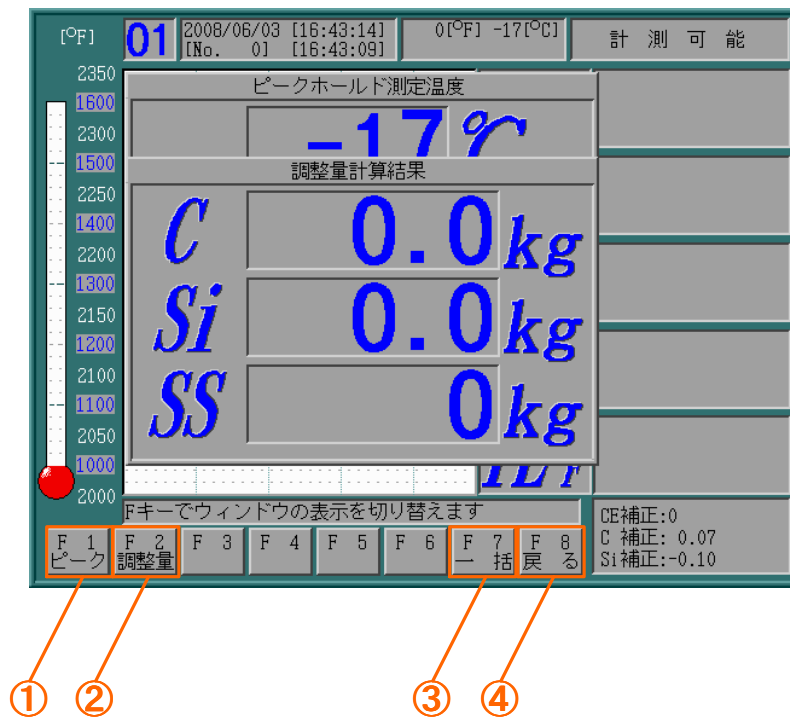 [°F] 01 2008/06/03 [16:43:14] 0[°F] -17[°C] 計 測 可 能
[No. 0] [16:43:09]
2350
1600
2300
1500
2250
1400
2200
1300
2150
1200
2100
1100
2050
1000
2000
ピークホールド測定温度
-17 ℃
調整量計算結果
C 0.0 kg
Si 0.0 kg
SS 0 kg
Fキーでウィンドウの表示を切り替えます
CE補正:0
C 補正: 0.07
Si補正:-0.10
F 1 F 2 F 3 F 4 F 5 F 6 F 7 F 8
ピーク 調整量 一 括 戻 る
① ② ③ ④